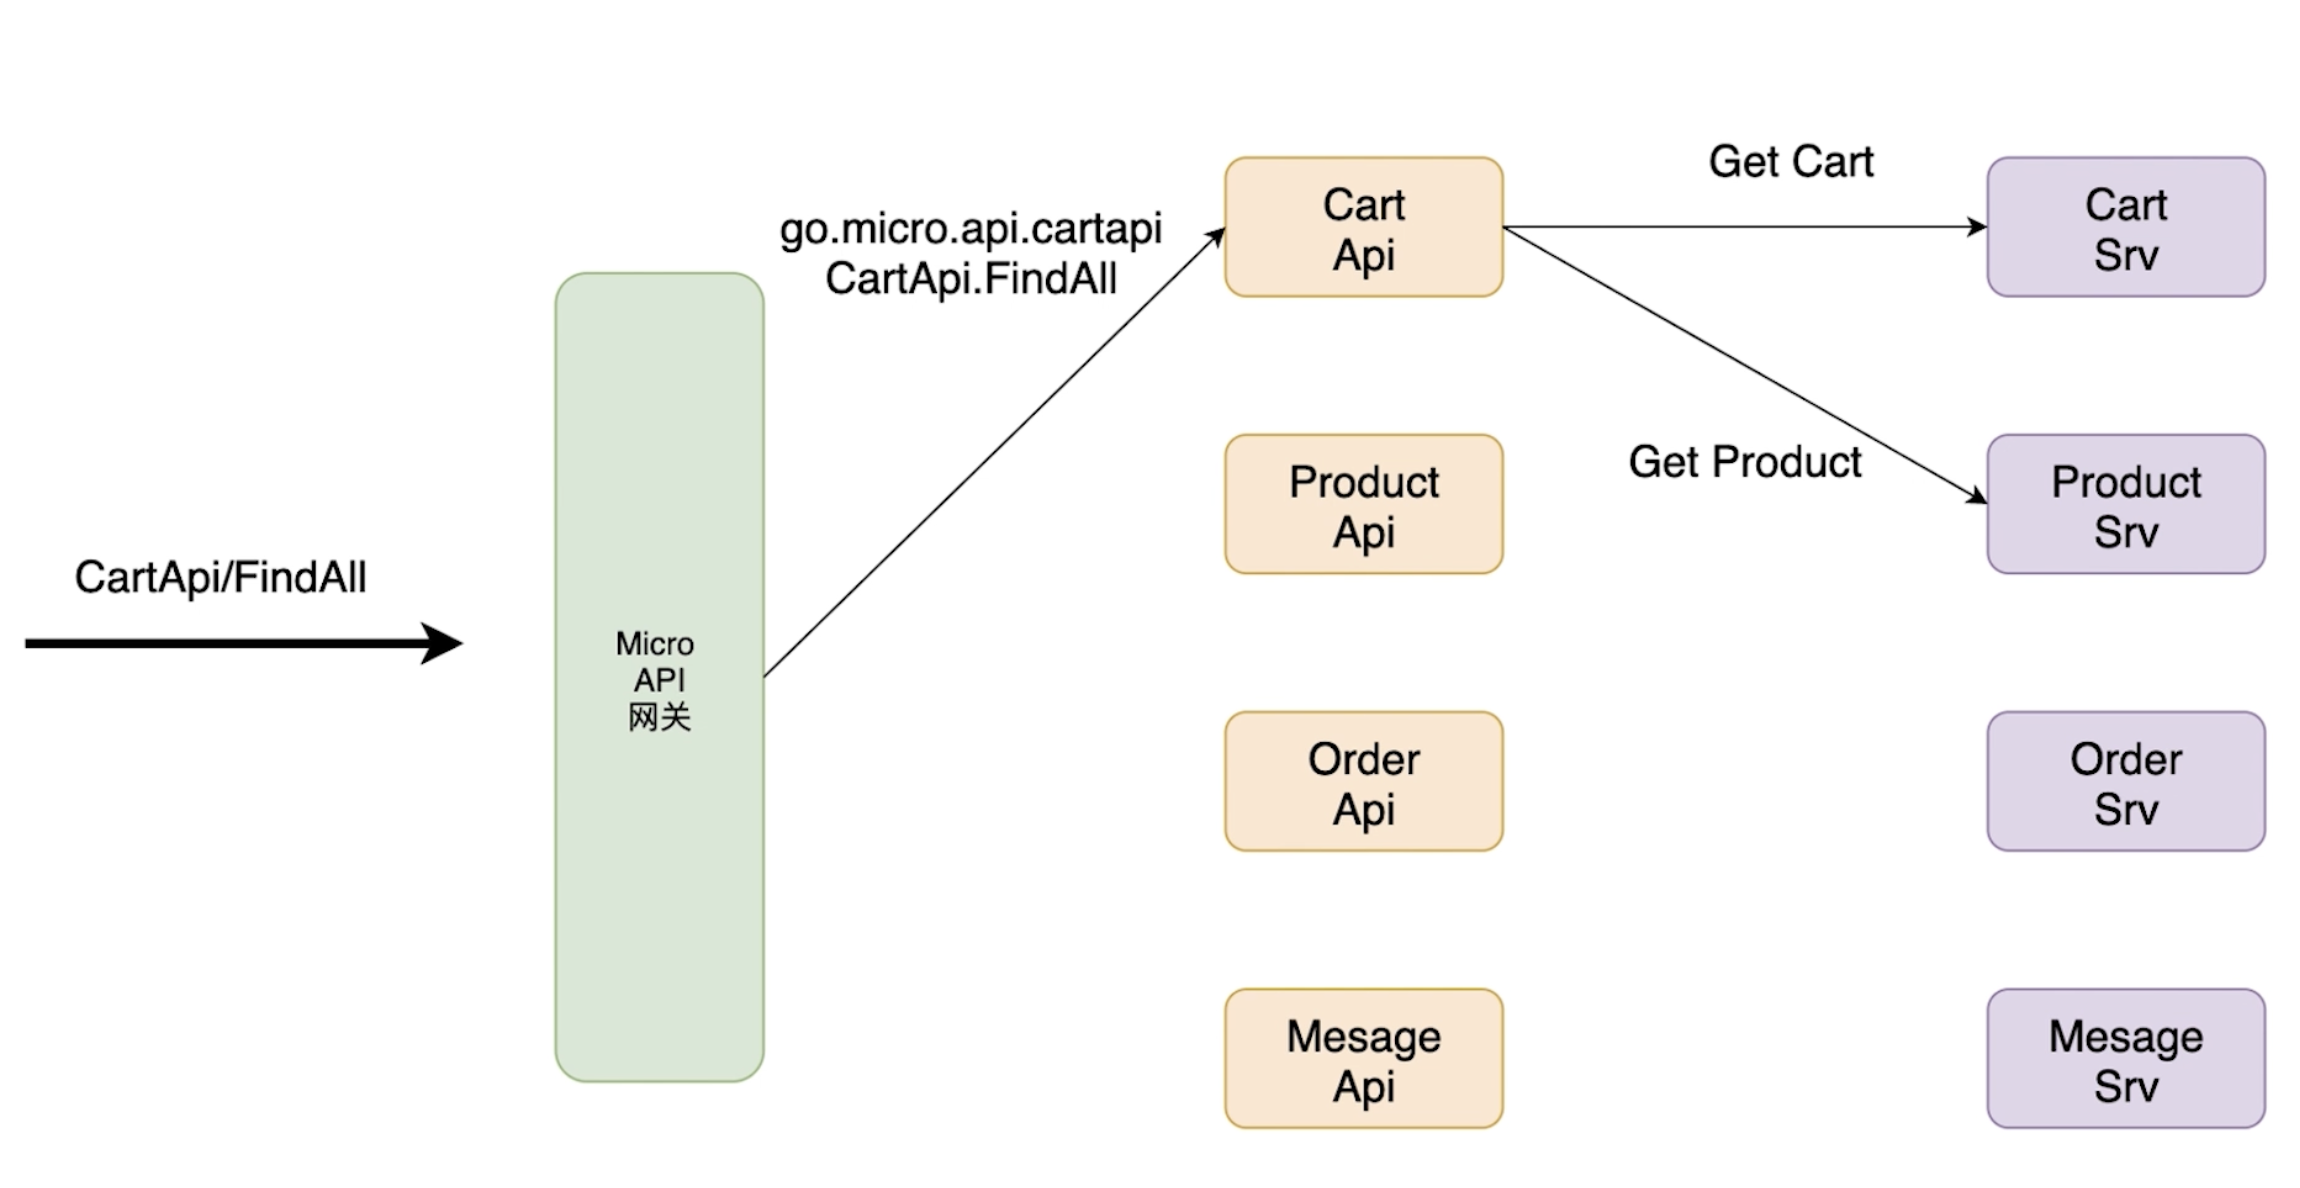 CartApi/FindAll
Micro
API
网关
go.micro.api.cartapi
CartApi.FindAll
Cart
Api
Get Cart
Cart
Srv
Product
Api
Get Product
Product
Srv
Order
Api
Order
Srv
Mesage
Api
Mesage
Srv